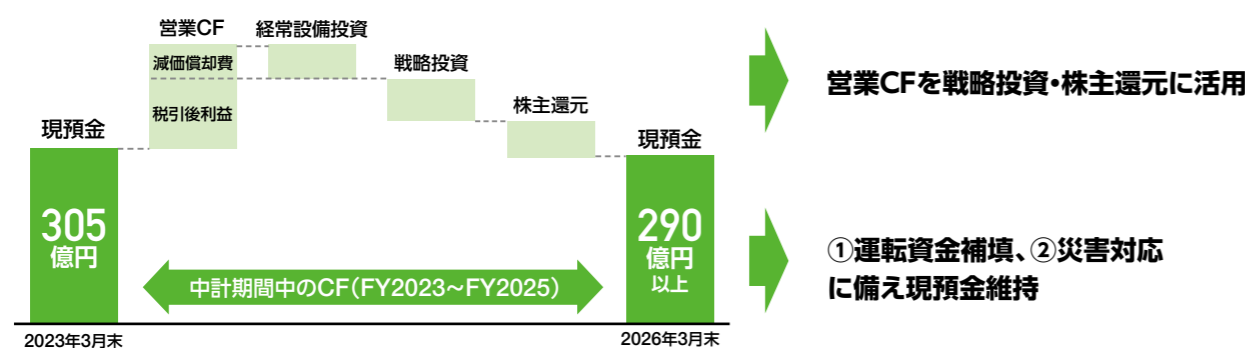 営業CF
経常設備投資
減価償却費
戦略投資
税引後利益
株主還元
現預金
現預金
305
億円
290
億円
以上
中計期間中のCF(FY2023~FY2025)
2023年3月末
2026年3月末
営業CFを戦略投資・株主還元に活用
①運転資金補填、②災害対応
に備え現預金維持